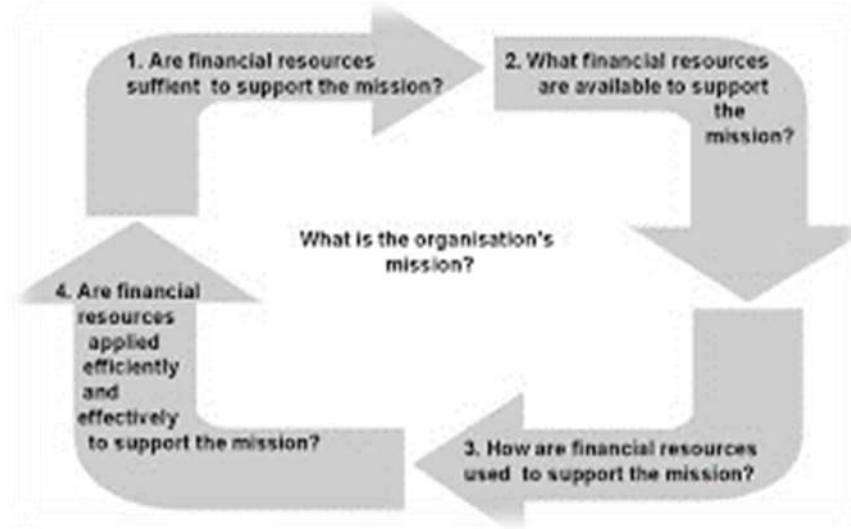 1. Are financial resources
suffient to support the mission?
2. What financial resources
are available to support
the
mission?
What is the organisation's
mission?
3. How are financial resources
used to support the mission?
4. Are financial
resources
applied
efficiently
and
effectively
to support the mission?